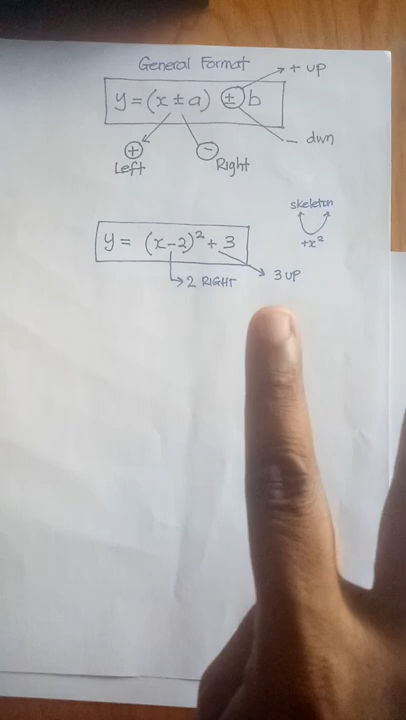 General Format
+ UP
y = (x ± a) ± b
- dwn
+ -
Left Right
skeleton
+x²
y = (x-2)² + 3
2 RIGHT 3 UP